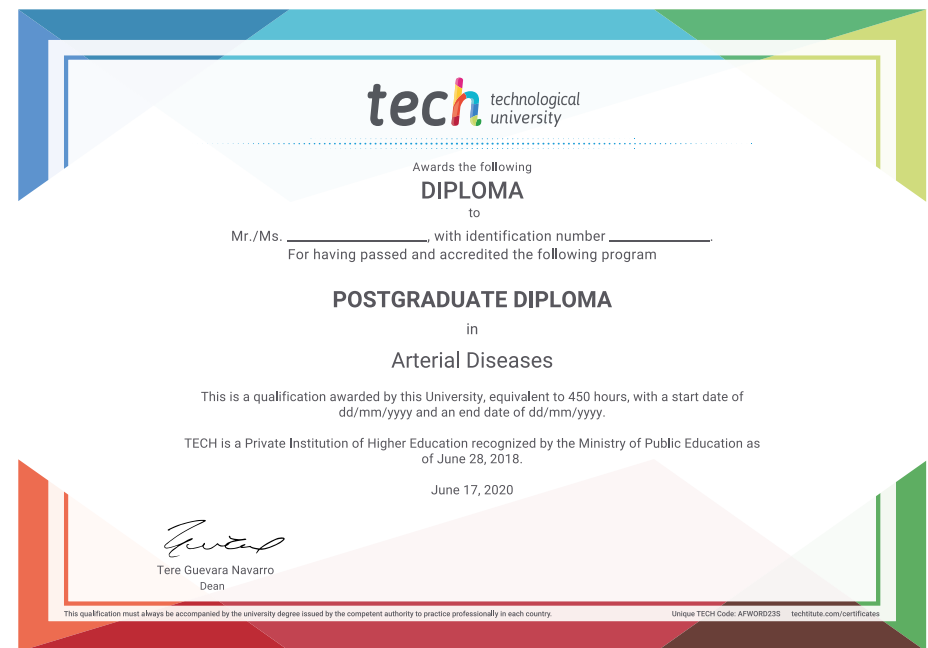 tech technological
university
Awards the following
DIPLOMA
to
Mr./Ms. ____________, with identification number ____________.
For having passed and accredited the following program
POSTGRADUATE DIPLOMA
in
Arterial Diseases
This is a qualification awarded by this University, equivalent to 450 hours, with a start date of
dd/mm/yyyy and an end date of dd/mm/yyyy.
TECH is a Private Institution of Higher Education recognized by the Ministry of Public Education as
of June 28, 2018.
June 17, 2020
Tere Guevara Navarro
Dean
This qualification must always be accompanied by the university degree issued by the competent authority to practice professionally in each country. Unique TECH Code: AFWORD23S techtitute.com/certificates